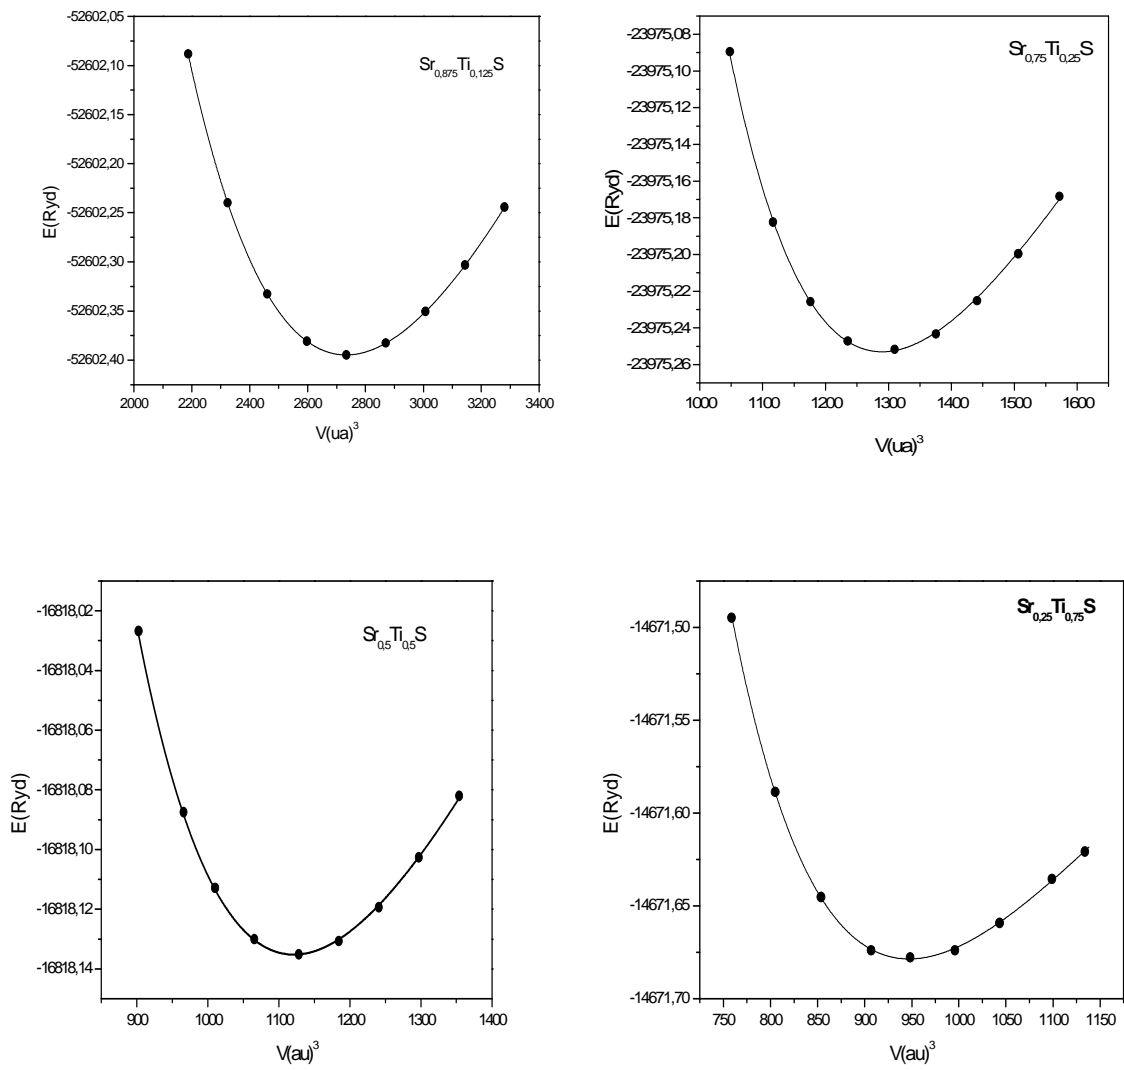 -52602,05
-52602,10
-52602,15
-52602,20
-52602,25
-52602,30
-52602,35
-52602,40
E(Ryd)
Sr0,875Ti0,125S
2000 2200 2400 2600 2800 3000 3200 3400
V(ua)3
-23975,08
-23975,10
-23975,12
-23975,14
-23975,16
-23975,18
-23975,20
-23975,22
-23975,24
-23975,26
E(Ryd)
Sr0,75Ti0,25S
1000 1100 1200 1300 1400 1500 1600
V(ua)3
-16818,02
-16818,04
-16818,06
-16818,08
-16818,10
-16818,12
-16818,14
E(Ryd)
Sr0,5Ti0,5S
900 1000 1100 1200 1300 1400
V(au)3
-14671,50
-14671,55
-14671,60
-14671,65
-14671,70
E(Ryd)
Sr0,25Ti0,75S
750 800 850 900 950 1000 1050 1100 1150
V(au)3